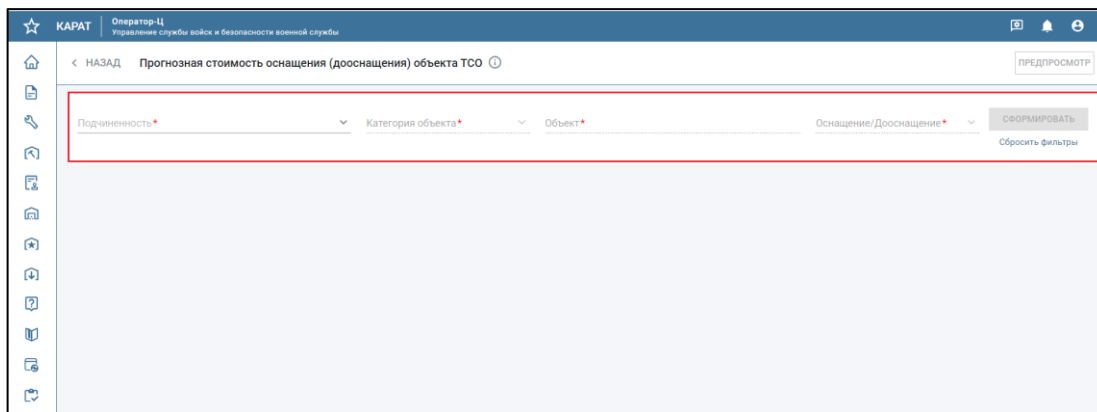 КАРАТ
Оператор-Ц
Управление службы войск и безопасности военной службы
< НАЗАД Прогнозная стоимость оснащения (дооснащения) объекта ТСО
ПРЕДПРОСМОТР
Подчиненность* Категория объекта* Объект* Оснащение/Дооснащение* СФОРМИРОВАТЬ
Сбросить фильтры